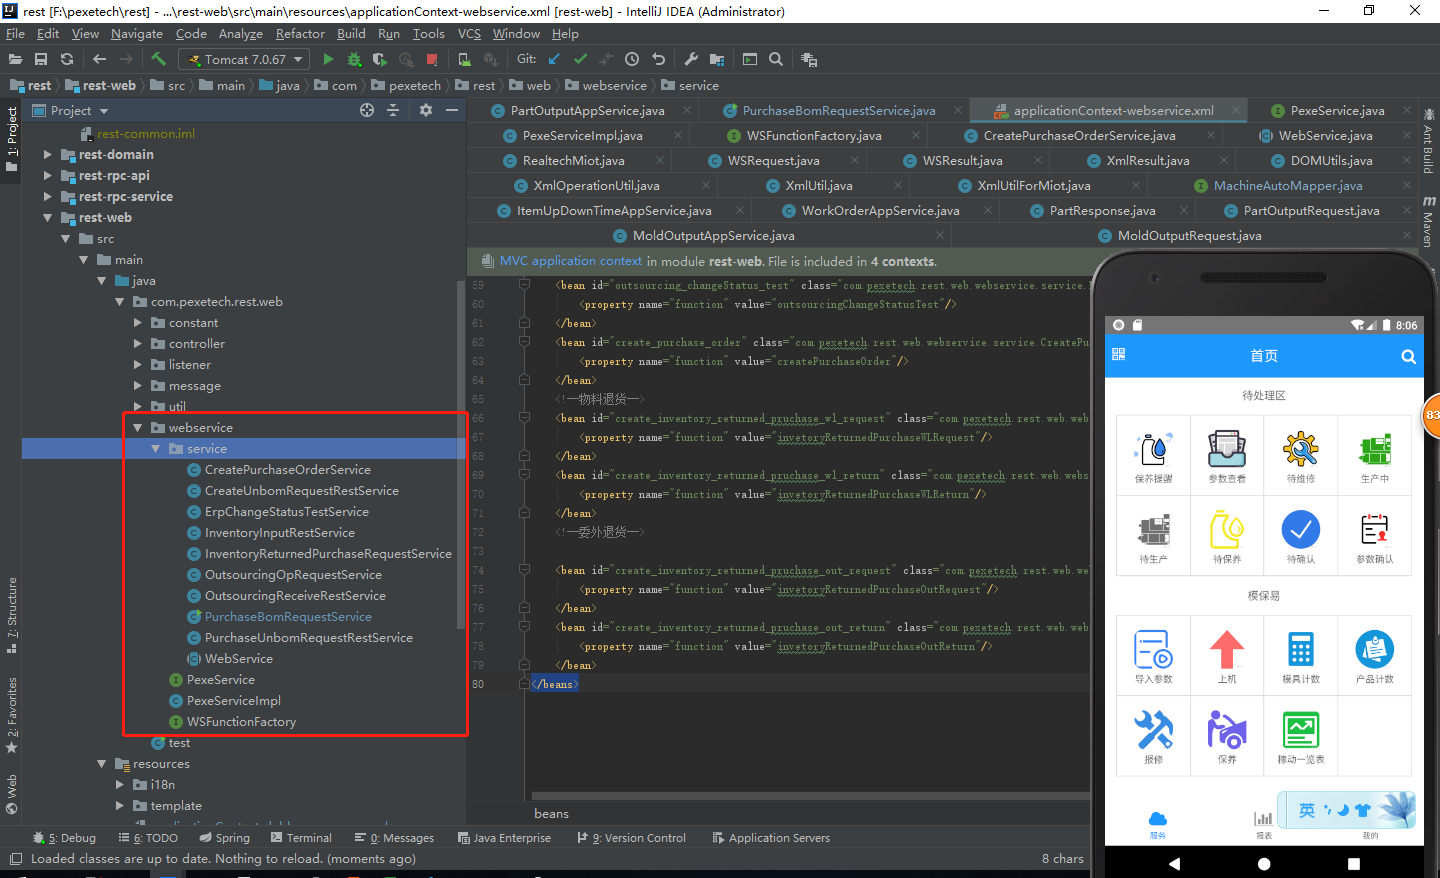 rest [F:\pexetech\rest] - ...\rest-web\src\main\resources\applicationContext-webservice.xml [rest-web] - IntelliJ IDEA (Administrator)
File Edit View Navigate Code Analyze Refactor Build Run Tools VCS Window Help
Tomcat 7.0.67 Git:
rest rest-web src main java com pexetech rest web webservice service
Project
rest-common.iml
rest-domain
rest-rpc-api
rest-rpc-service
rest-web
src
main
java
com.pexetech.rest.web
constant
controller
listener
message
util
webservice
service
CreatePurchaseOrderService
CreateUnbomRequestRestService
ErpChangeStatusTestService
InventoryInputRestService
InventoryReturnedPurchaseRequestService
OutsourcingOpRequestService
OutsourcingReceiveRestService
PurchaseBomRequestService
PurchaseUnbomRequestRestService
WebService
PexeService
PexeServiceImpl
WSFunctionFactory
test
resources
i18n
template
1: Project
7: Structure
2: Favorites
Web
PartOutputAppService.java PurchaseBomRequestService.java applicationContext-webservice.xml PexeService.java
PexeServiceImpl.java WSFunctionFactory.java CreatePurchaseOrderService.java WebService.java
RealtechMiot.java WSRequest.java WSResult.java XmlResult.java DOMUtils.java
XmlOperationUtil.java XmlUtil.java XmlUtilForMiot.java MachineAutoMapper.java
ItemUpDownTimeAppService.java WorkOrderAppService.java PartResponse.java PartOutputRequest.java
MoldOutputAppService.java MoldOutputRequest.java
Ant Build
Maven
MVC application context in module rest-web. File is included in 4 contexts.
59 <bean id="outsourcing_changeStatus_test" class="com.pexetech.rest.web.webservice.service.
60 <property name="function" value="outsourcingChangeStatusTest"/>
61 </bean>
62 <bean id="create_purchase_order" class="com.pexetech.rest.web.webservice.service.CreatePu
63 <property name="function" value="createPurchaseOrder"/>
64 </bean>
65 <!--物料退货-->
66 <bean id="create_inventory_returned_pruchase_wl_request" class="com.pexetech.rest.web.web
67 <property name="function" value="invetoryReturnedPurchaseWLRequest"/>
68 </bean>
69 <bean id="create_inventory_returned_pruchase_wl_return" class="com.pexetech.rest.web.webs
70 <property name="function" value="invetoryReturnedPurchaseWLReturn"/>
71 </bean>
72 <!--委外退货-->
73
74 <bean id="create_inventory_returned_pruchase_out_request" class="com.pexetech.rest.web.we
75 <property name="function" value="invetoryReturnedPurchaseOutRequest"/>
76 </bean>
77 <bean id="create_inventory_returned_pruchase_out_return" class="com.pexetech.rest.web.web
78 <property name="function" value="invetoryReturnedPurchaseOutReturn"/>
79 </bean>
80 </beans>
beans
8:06
首页
待处理区
保养提醒 参数查看 待维修 生产中
待生产 待保养 待确认 参数确认
模保易
导入参数 上机 模具计数 产品计数
报修 保养 稼动一览表
服务 报表 我的
英
83
5: Debug 6: TODO Spring Terminal 0: Messages Java Enterprise 9: Version Control Application Servers
Loaded classes are up to date. Nothing to reload. (moments ago) 8 chars